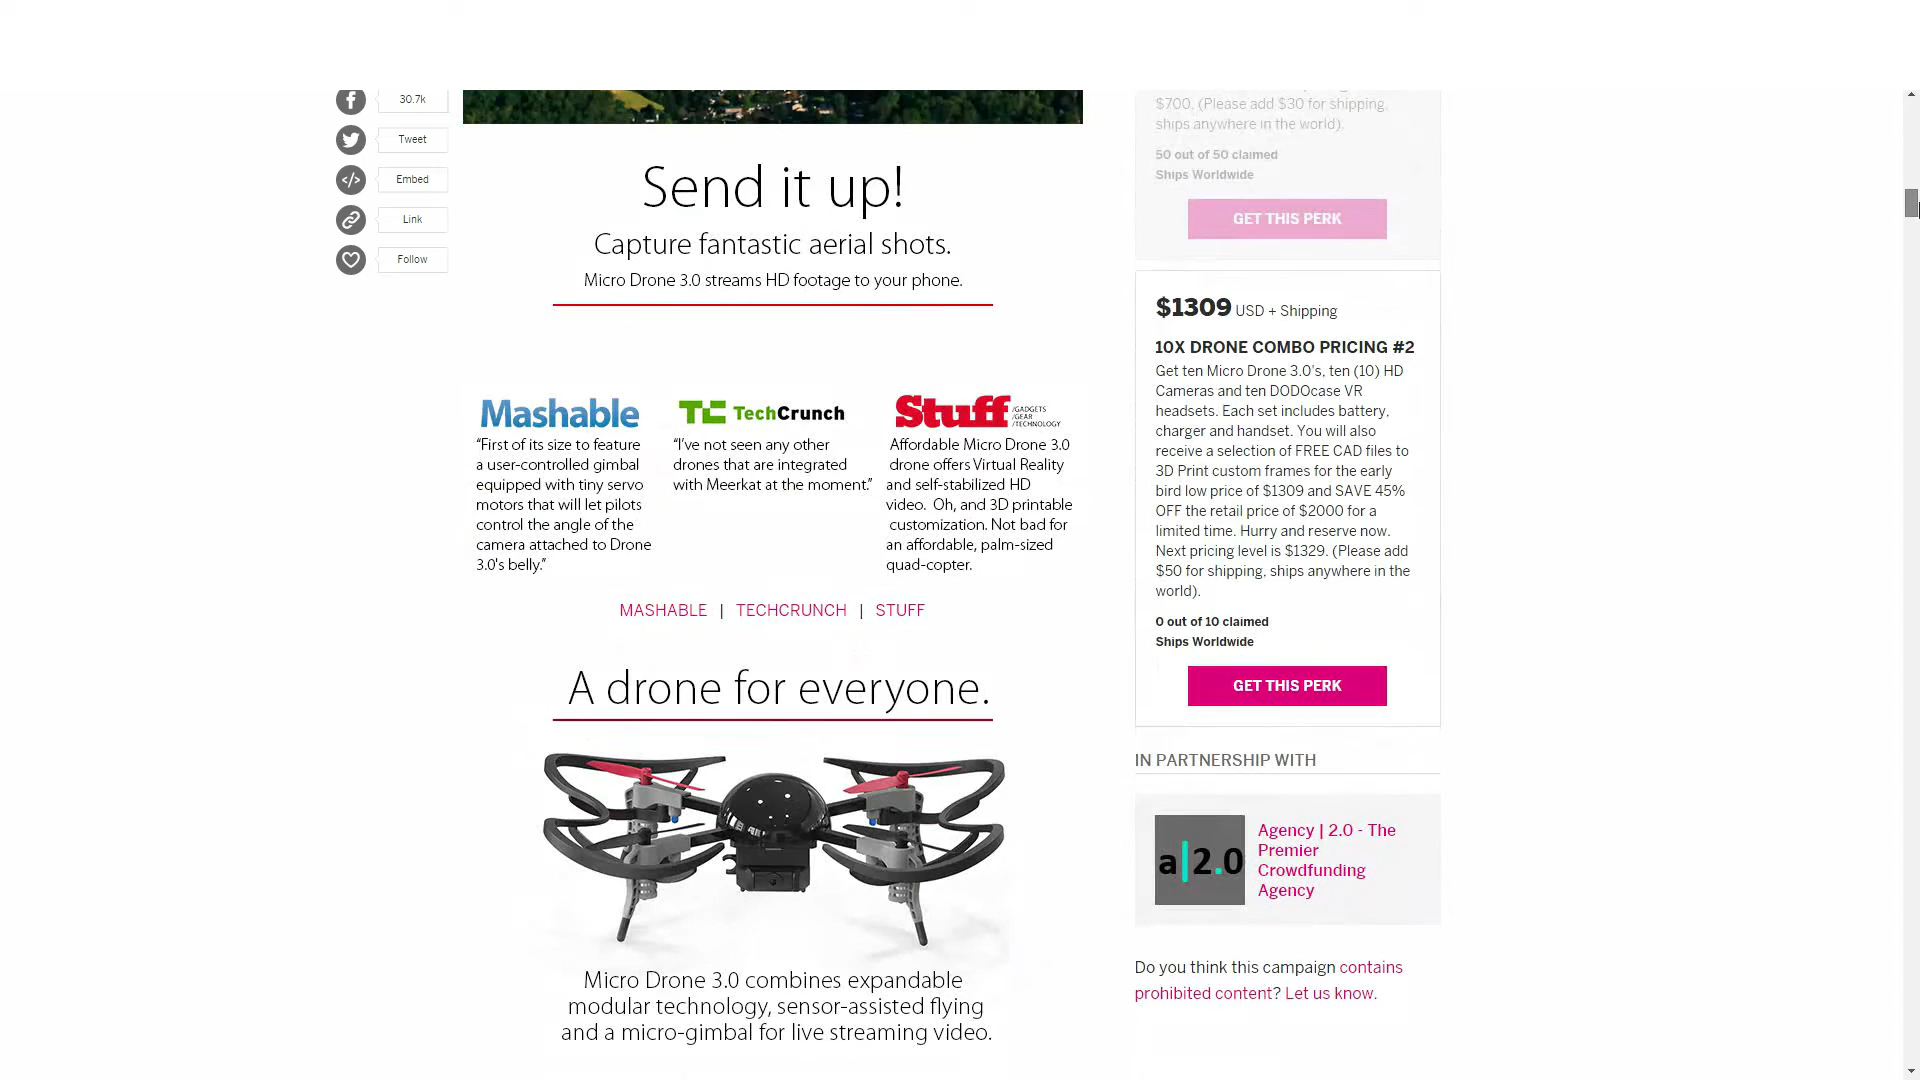 30.7k
Tweet
Embed
Link
Follow
Send it up!
Capture fantastic aerial shots.
Micro Drone 3.0 streams HD footage to your phone.
Mashable
“First of its size to feature
a user-controlled gimbal
equipped with tiny servo
motors that will let pilots
control the angle of the
camera attached to Drone
3.0's belly.”
TC TechCrunch
“I’ve not seen any other
drones that are integrated
with Meerkat at the moment.”
Stuff
/GADGETS
/GEAR
/TECHNOLOGY
Affordable Micro Drone 3.0
drone offers Virtual Reality
and self-stabilized HD
video. Oh, and 3D printable
customization. Not bad for
an affordable, palm-sized
quad-copter.
MASHABLE | TECHCRUNCH | STUFF
A drone for everyone.
Micro Drone 3.0 combines expandable
modular technology, sensor-assisted flying
and a micro-gimbal for live streaming video.
$700. (Please add $30 for shipping,
ships anywhere in the world).
50 out of 50 claimed
Ships Worldwide
GET THIS PERK
$1309 USD + Shipping
10X DRONE COMBO PRICING #2
Get ten Micro Drone 3.0's, ten (10) HD
Cameras and ten DODOcase VR
headsets. Each set includes battery,
charger and handset. You will also
receive a selection of FREE CAD files to
3D Print custom frames for the early
bird low price of $1309 and SAVE 45%
OFF the retail price of $2000 for a
limited time. Hurry and reserve now.
Next pricing level is $1329. (Please add
$50 for shipping, ships anywhere in the
world).
0 out of 10 claimed
Ships Worldwide
GET THIS PERK
IN PARTNERSHIP WITH
a|2.0
Agency | 2.0 - The
Premier
Crowdfunding
Agency
Do you think this campaign contains
prohibited content? Let us know.